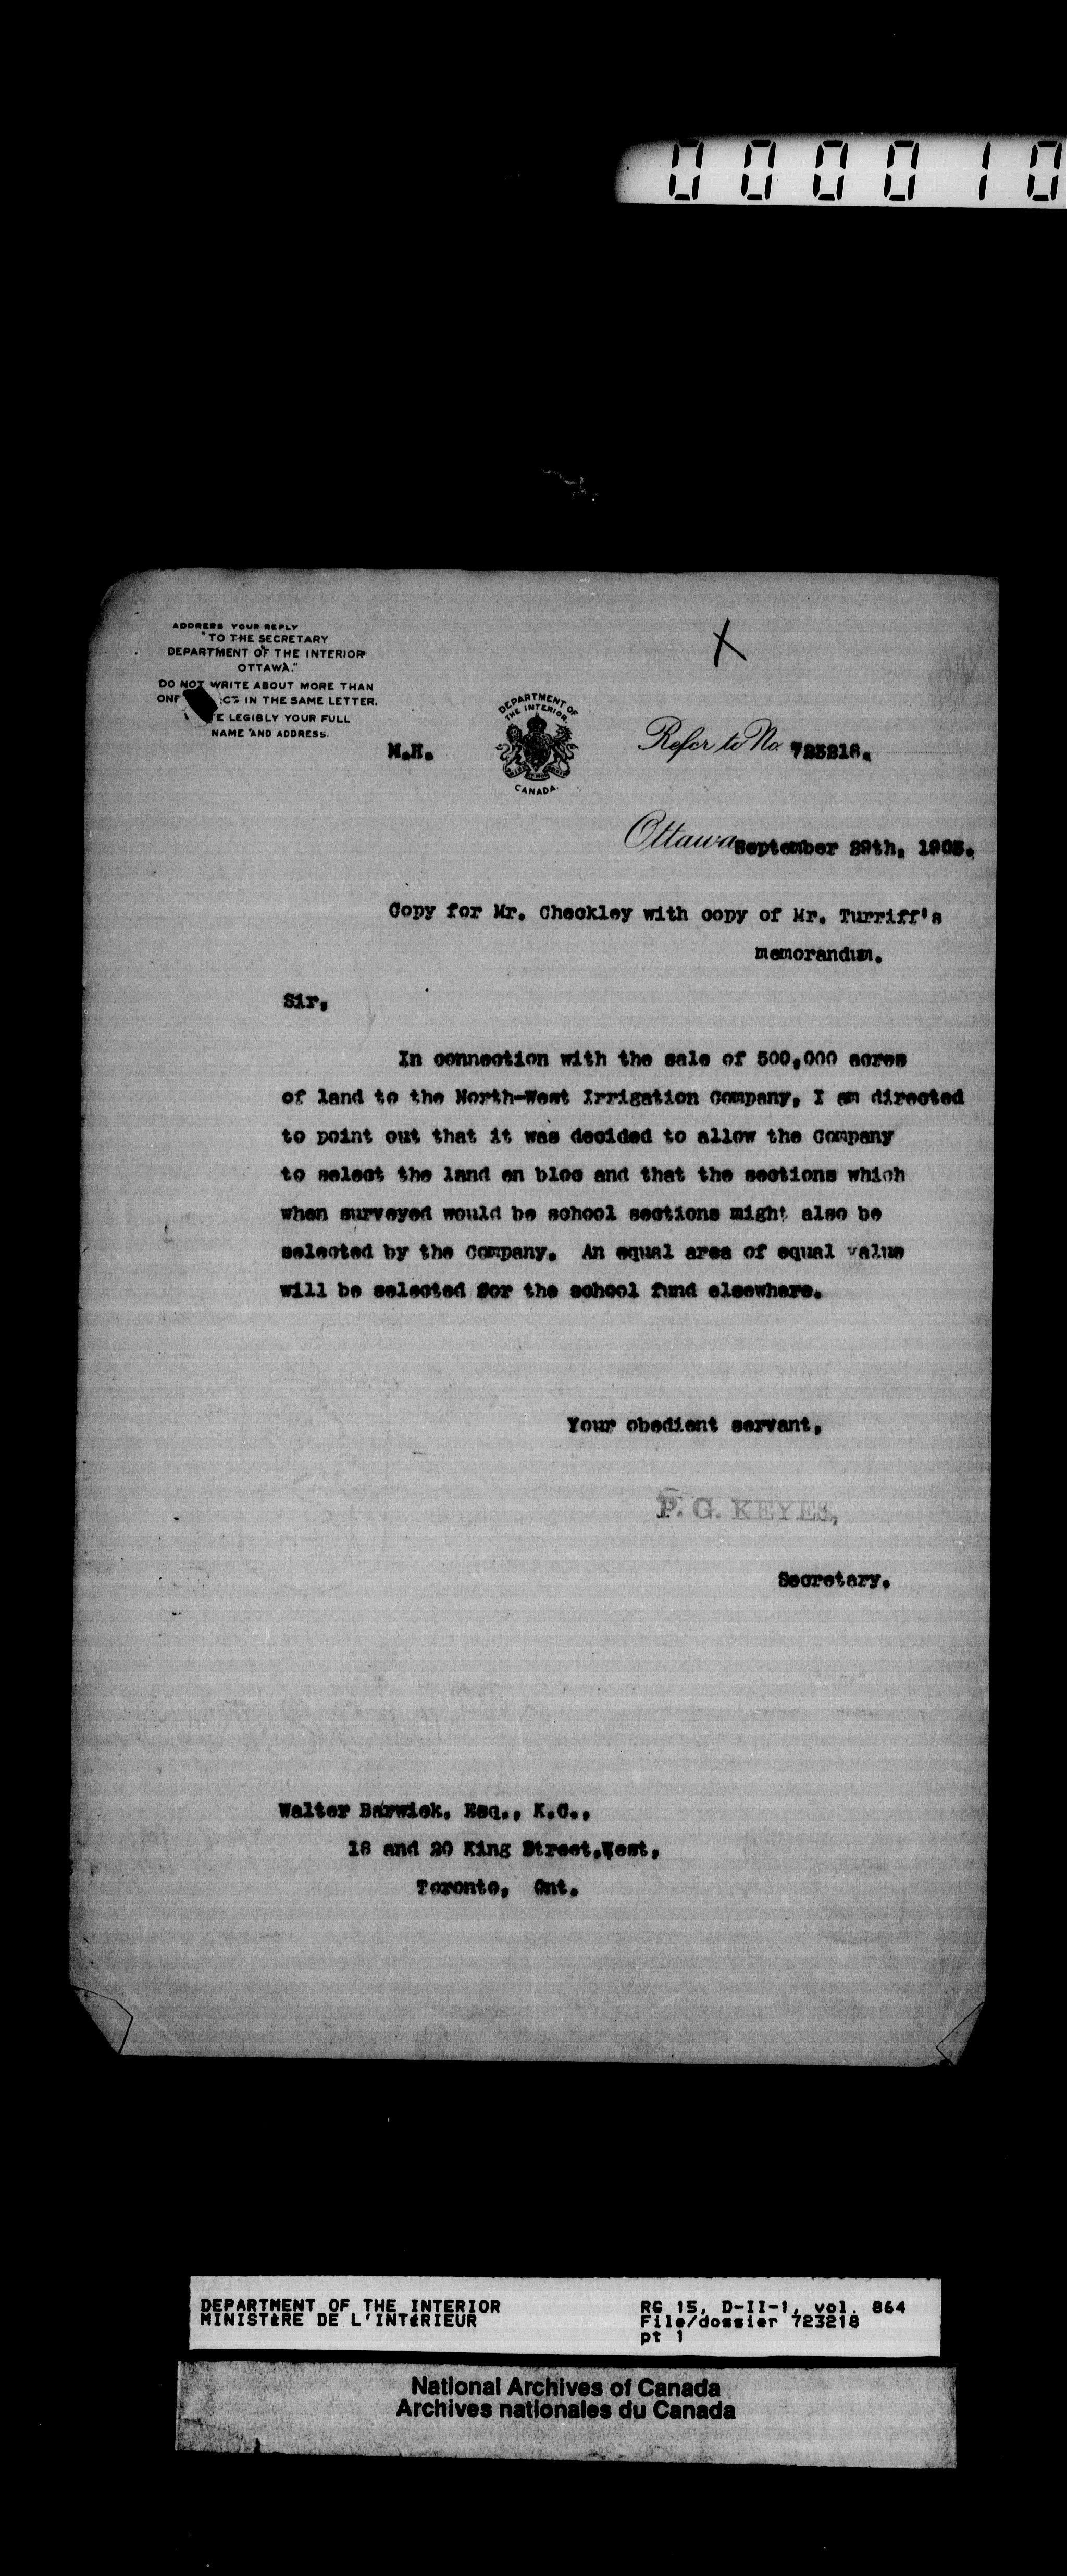 000010
ADDRESS YOUR REPLY
"TO THE SECRETARY
DEPARTMENT OF THE INTERIOR
OTTAWA."
DO NOT WRITE ABOUT MORE THAN
IN THE SAME LETTER.
LEGIBLY YOUR FULL
NAME AND ADDRESS.
DEPARTMENT OF
THE INTERIOR.
CANADA.
M.H.
Refer to No. 723218.
Ottawa September 29th, 1903.
Copy for Mr. Checkley with copy of Mr. Turriff's
memorandum.
Sir,
In connection with the sale of 500,000 acres
of land to the North-West Irrigation Company, I am directed
to point out that it was decided to allow the Company
to select the land en bloc and that the sections which
when surveyed would be school sections might also be
selected by the Company. An equal area of equal value
will be selected for the school fund elsewhere.
Your obedient servant,
P. G. KEYES,
Secretary.
Walter Barwick, Esq., K.C.,
18 and 20 King Street, West,
Toronto, Ont.
DEPARTMENT OF THE INTERIOR
MINISTÈRE DE L'INTÉRIEUR
RG 15, D-II-1, vol. 864
File/dossier 723218
pt 1
National Archives of Canada
Archives nationales du Canada